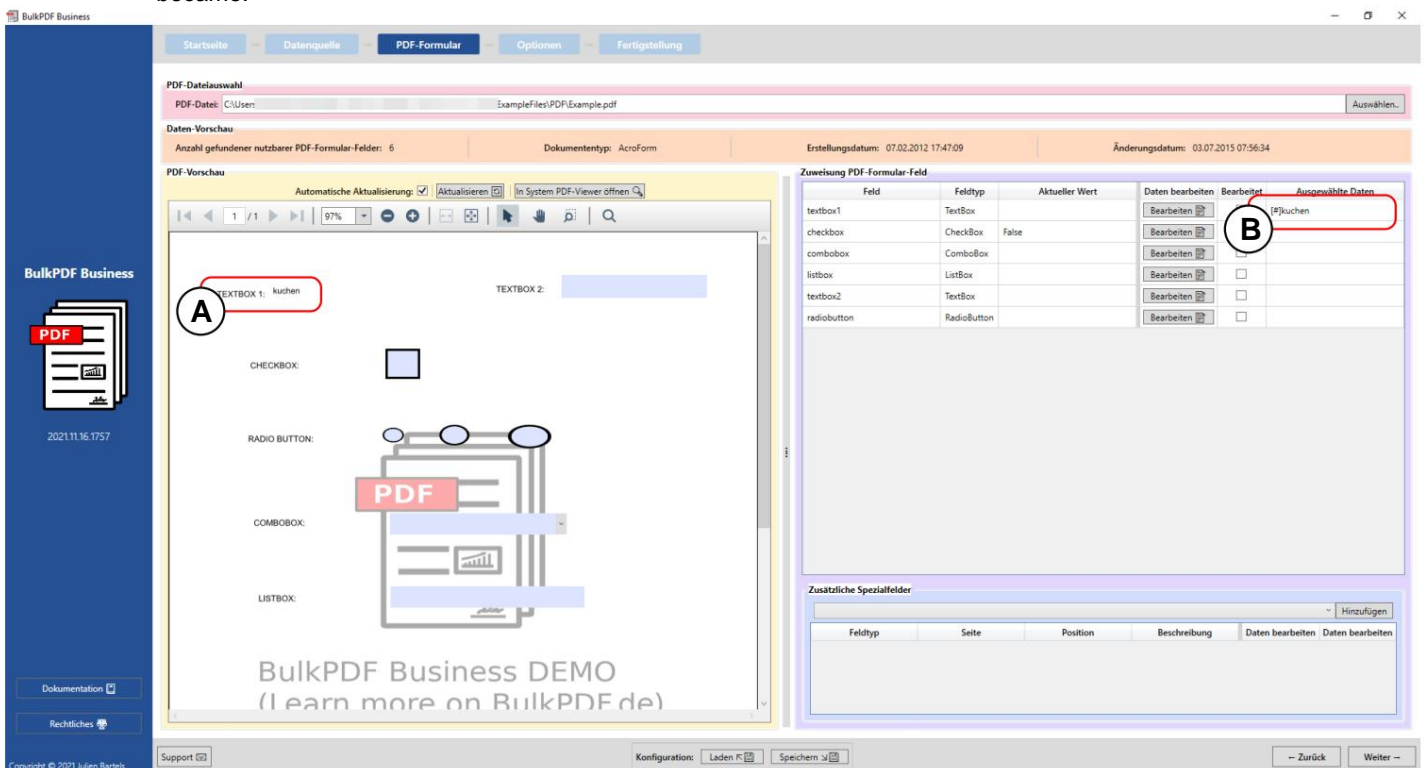 BulkPDF Business
Startseite Datenquelle PDF-Formular Optionen Fertigstellung
PDF-Dateiauswahl
PDF-Datei: C:\Users ExampleFiles\PDF\Example.pdf Auswählen..
Daten-Vorschau
Anzahl gefundener nutzbarer PDF-Formular-Felder: 6 Dokumententyp: AcroForm Erstellungsdatum: 07.02.2012 17:47:09 Änderungsdatum: 03.07.2015 07:56:34
PDF-Vorschau
Automatische Aktualisierung: Aktualisieren In System PDF-Viewer öffnen
1 / 1 97%
A
TEXTBOX 1: kuchen TEXTBOX 2:
CHECKBOX:
RADIO BUTTON:
PDF
COMBOBOX:
LISTBOX:
BulkPDF Business DEMO
(Learn more on BulkPDF.de)
Zuweisung PDF-Formular-Feld
Feld Feldtyp Aktueller Wert Daten bearbeiten Bearbeitet Ausgewählte Daten
textbox1 TextBox Bearbeiten [#]kuchen
B
checkbox CheckBox False Bearbeiten
combobox ComboBox Bearbeiten
listbox ListBox Bearbeiten
textbox2 TextBox Bearbeiten
radiobutton RadioButton Bearbeiten
Zusätzliche Spezialfelder
Hinzufügen
Feldtyp Seite Position Beschreibung Daten bearbeiten Daten bearbeiten
BulkPDF Business
PDF
2021.11.16.1757
Dokumentation
Rechtliches
Copyright © 2021 Julien Bartels
Support Konfiguration: Laden Speichern ← Zurück Weiter →